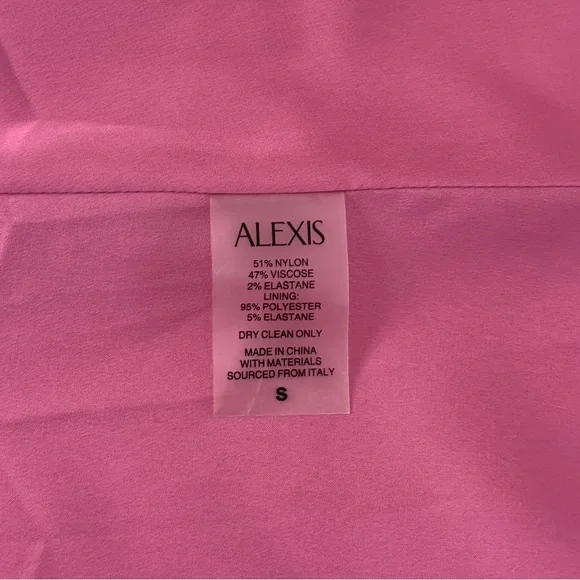 ALEXIS
51% NYLON
47% VISCOSE
2% ELASTANE
LINING:
95% POLYESTER
5% ELASTANE
DRY CLEAN ONLY
MADE IN CHINA
WITH MATERIALS
SOURCED FROM ITALY
S